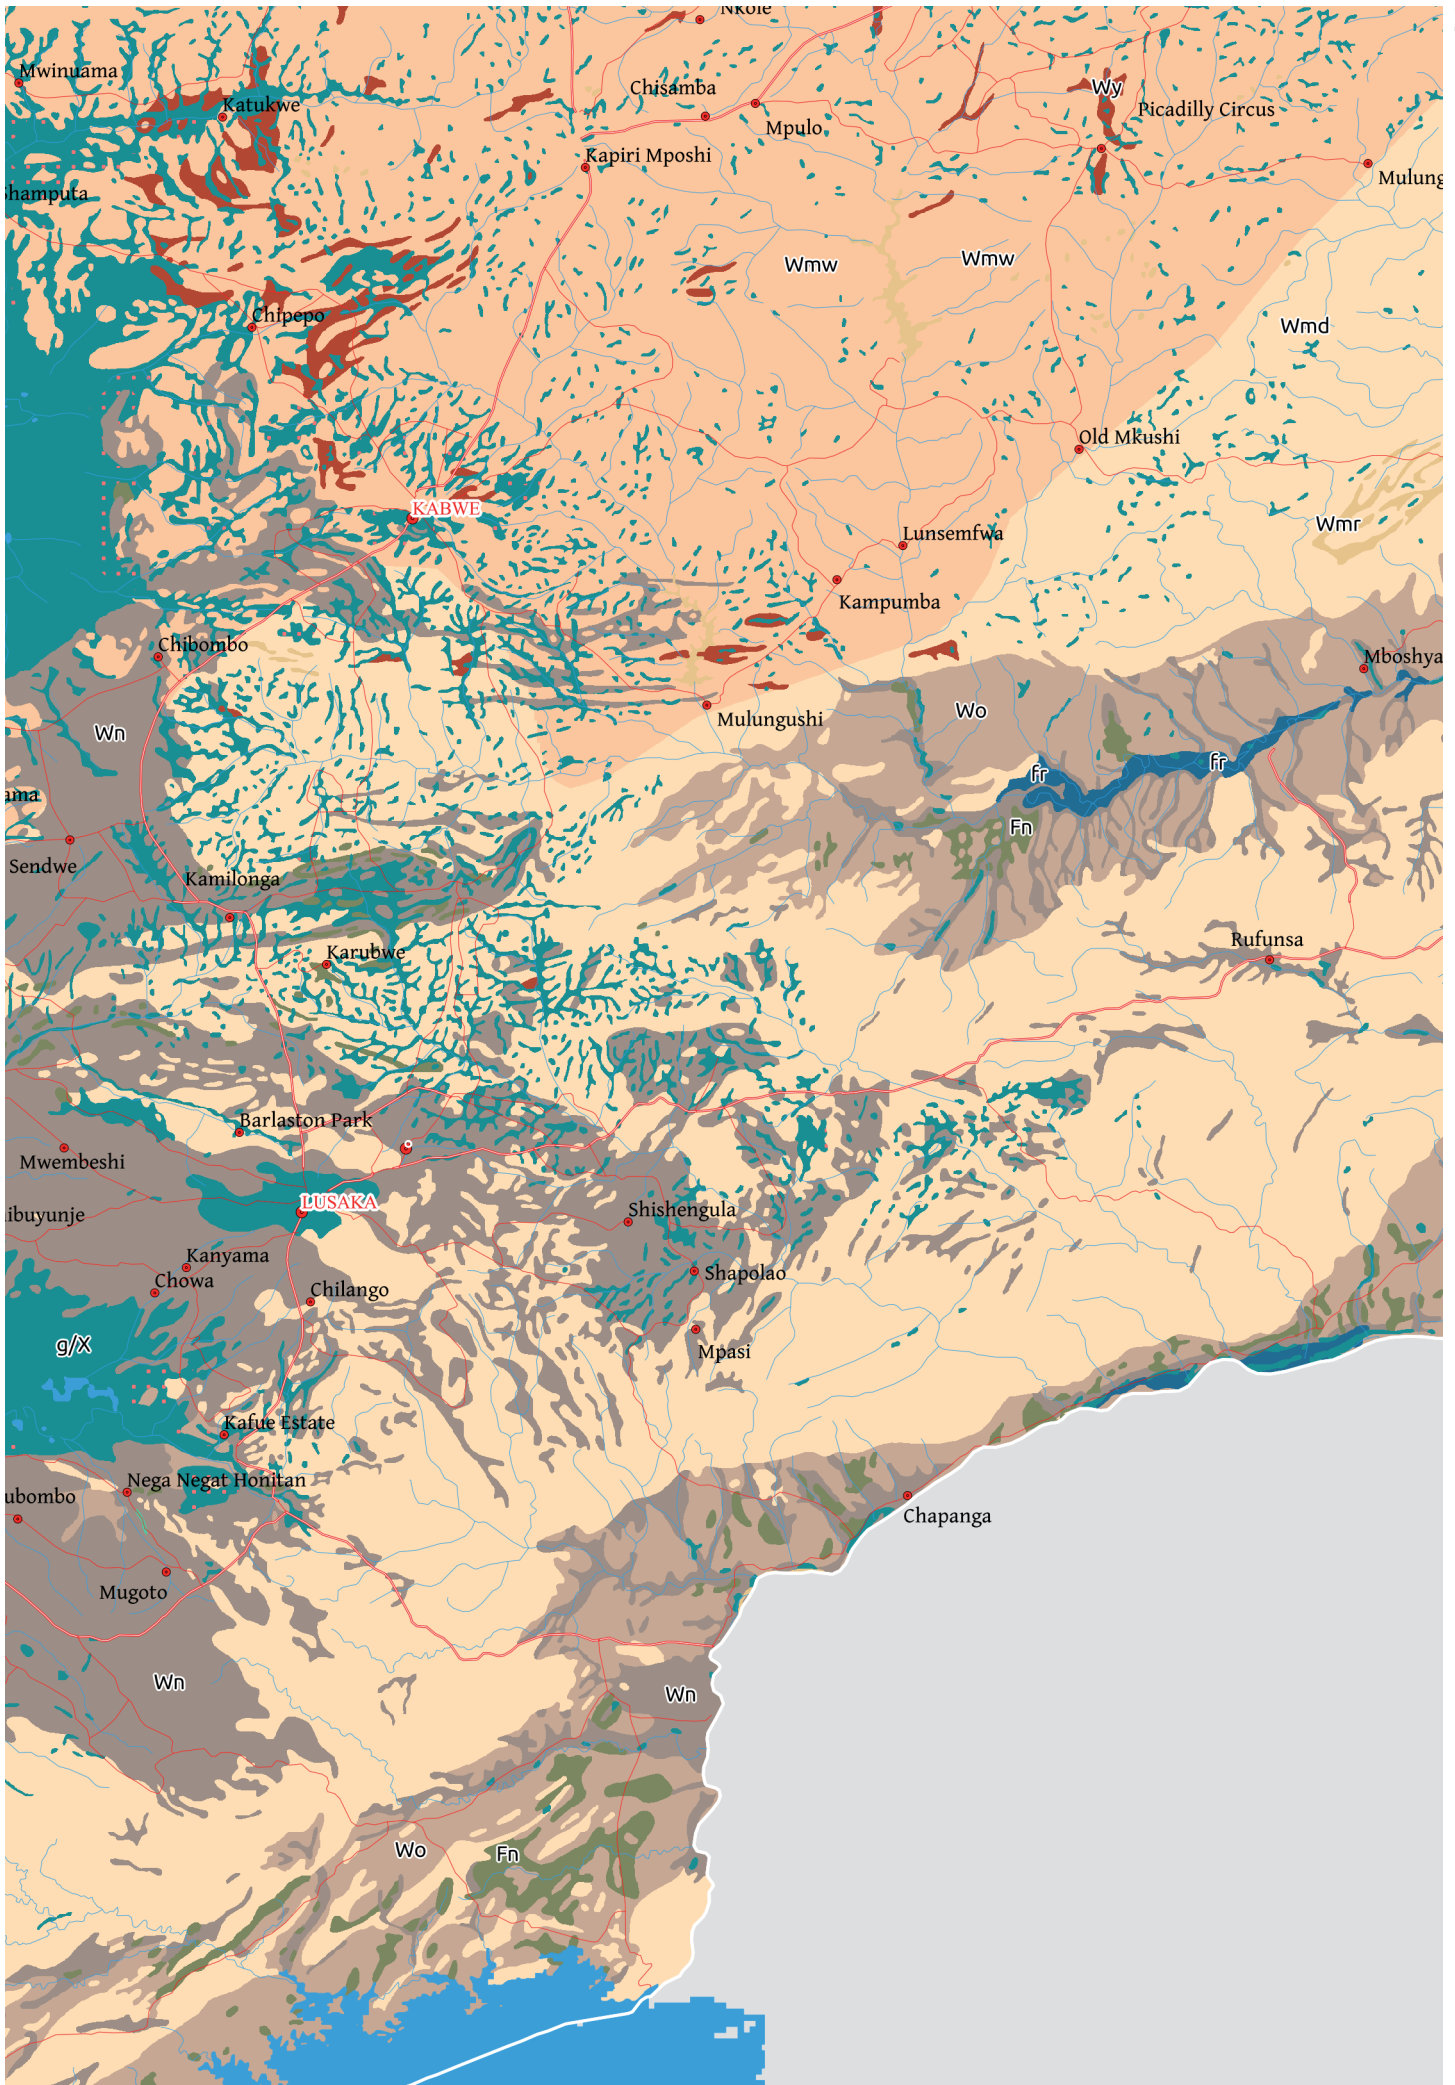 Nkole
Mwinuama
Chisamba
Wy
Katukwe
Picadilly Circus
Mpulo
Kapiri Mposhi
Mulung
Shamputa
Wmw
Wmw
Chipepo
Wmd
Old Mkushi
KABWE
Wmr
Lunsemfwa
Kampumba
Chibombo
Mboshya
Wo
Mulungushi
Wn
fr
fr
ama
Fn
Sendwe
Kamilonga
Rufunsa
Karubwe
Barlaston Park
Mwembeshi
LUSAKA
Shishengula
ibuyunje
Kanyama
Shapolao
Chowa
Chilango
g/X
Mpasi
Kafue Estate
Nega Negat Honitan
ubombo
Chapanga
Mugoto
Wn
Wn
Wo
Fn